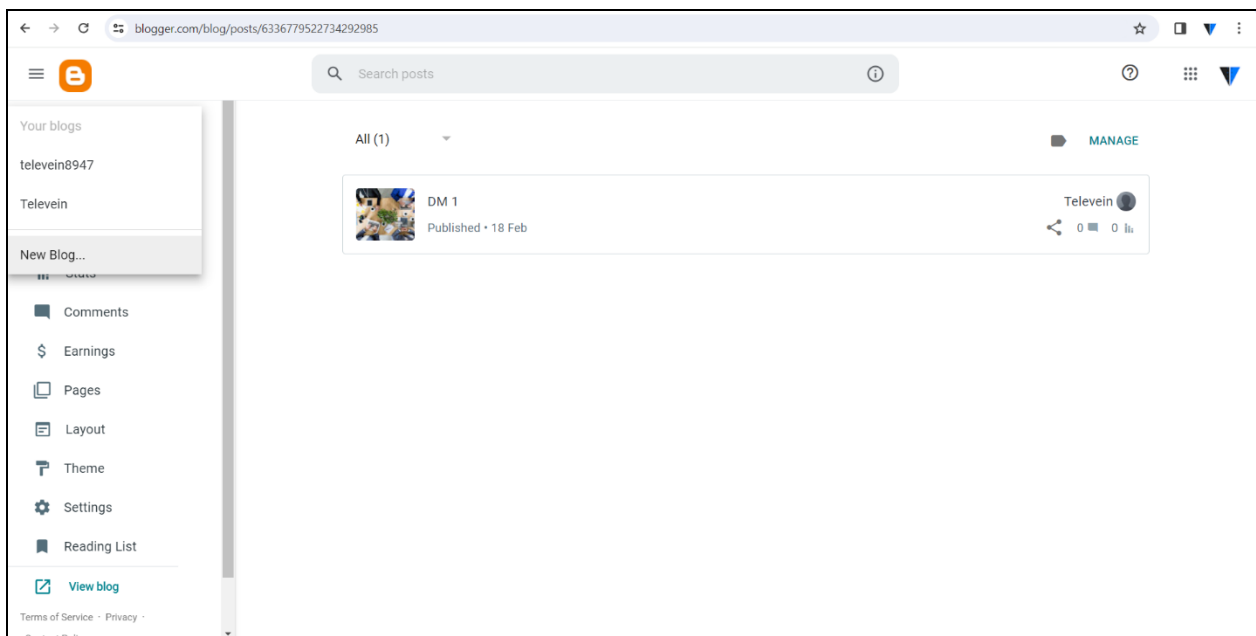 blogger.com/blog/posts/6336779522734292985
Search posts
Your blogs
televein8947
Televein
New Blog...
Stats
Comments
Earnings
Pages
Layout
Theme
Settings
Reading List
View blog
Terms of Service · Privacy ·
All (1)
MANAGE
DM 1
Televein
Published • 18 Feb
0 0